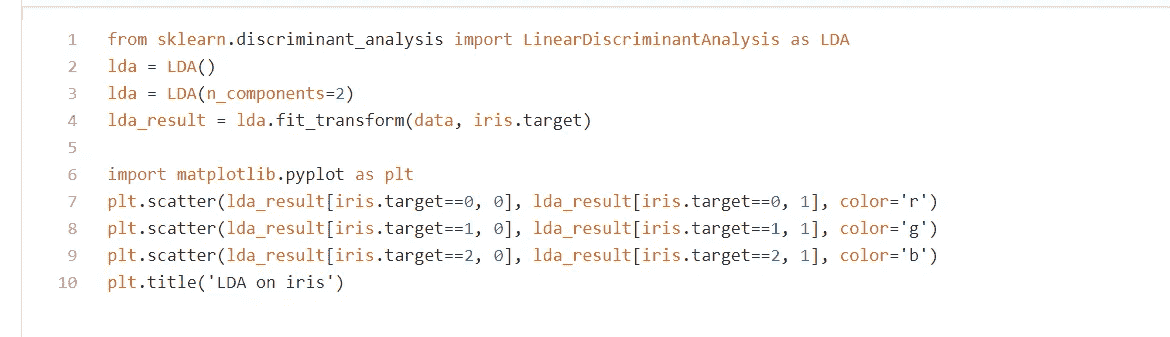 1 from sklearn.discriminant_analysis import LinearDiscriminantAnalysis as LDA
2 lda = LDA()
3 lda = LDA(n_components=2)
4 lda_result = lda.fit_transform(data, iris.target)
5
6 import matplotlib.pyplot as plt
7 plt.scatter(lda_result[iris.target==0, 0], lda_result[iris.target==0, 1], color='r')
8 plt.scatter(lda_result[iris.target==1, 0], lda_result[iris.target==1, 1], color='g')
9 plt.scatter(lda_result[iris.target==2, 0], lda_result[iris.target==2, 1], color='b')
10 plt.title('LDA on iris')